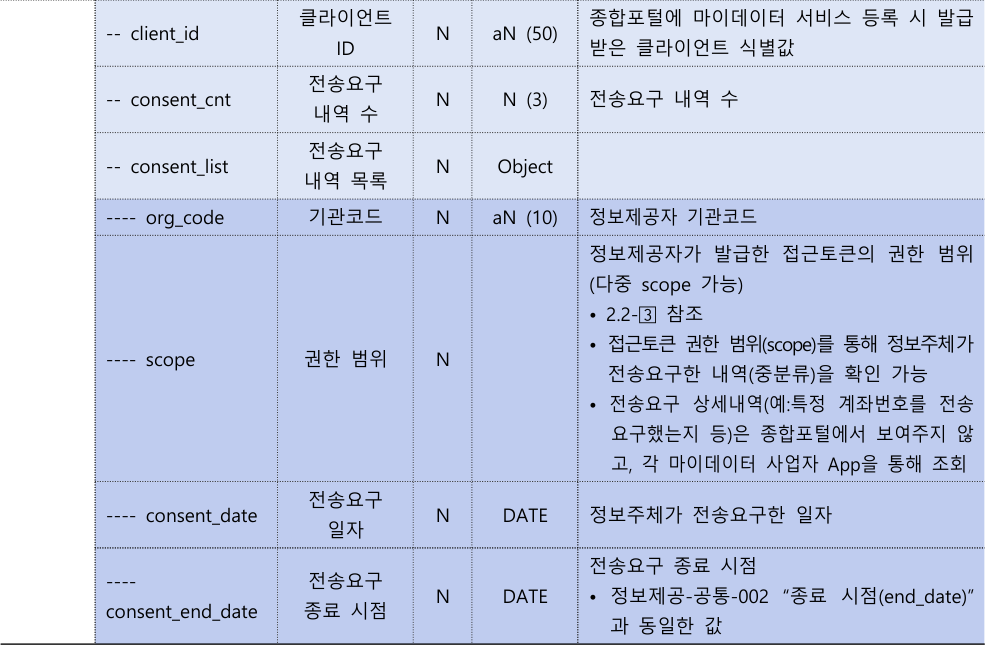 -- client_id
클라이언트
ID
N
aN (50)
종합포털에 마이데이터 서비스 등록 시 발급
받은 클라이언트 식별값
-- consent_cnt
전송요구
내역 수
N
N (3)
전송요구 내역 수
-- consent_list
전송요구
내역 목록
N
Object
---- org_code
기관코드
N
aN (10)
정보제공자 기관코드
---- scope
권한 범위
N
정보제공자가 발급한 접근토큰의 권한 범위
(다중 scope 가능)
• 2.2-3 참조
• 접근토큰 권한 범위(scope)를 통해 정보주체가
전송요구한 내역(중분류)을 확인 가능
• 전송요구 상세내역(예:특정 계좌번호를 전송
요구했는지 등)은 종합포털에서 보여주지 않
고, 각 마이데이터 사업자 App을 통해 조회
---- consent_date
전송요구
일자
N
DATE
정보주체가 전송요구한 일자
----
consent_end_date
전송요구
종료 시점
N
DATE
전송요구 종료 시점
• 정보제공-공통-002 “종료 시점(end_date)”
과 동일한 값